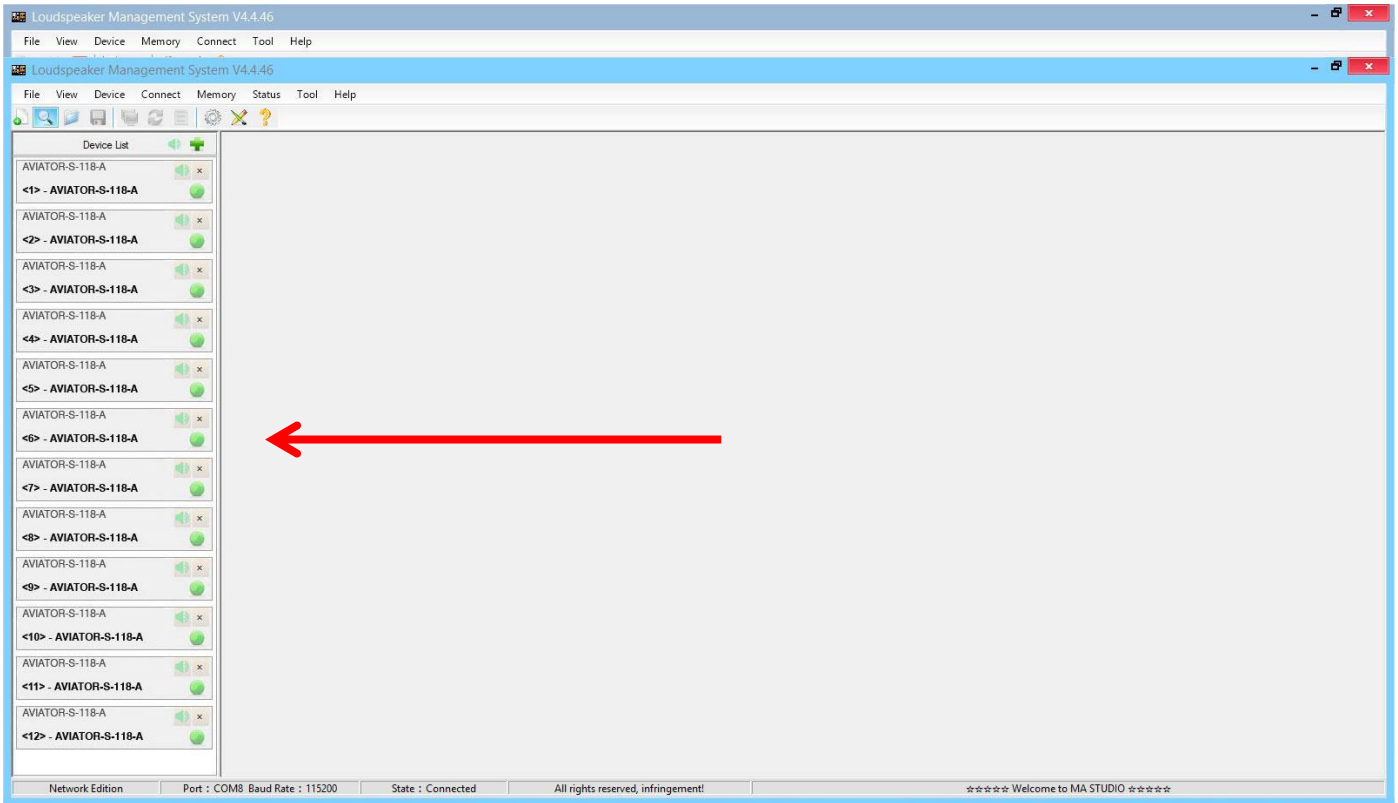 Loudspeaker Management System V4.4.46
File View Device Memory Connect Tool Help
Loudspeaker Management System V4.4.46
File View Device Connect Memory Status Tool Help
Device List
AVIATOR-S-118-A
<1> - AVIATOR-S-118-A
AVIATOR-S-118-A
<2> - AVIATOR-S-118-A
AVIATOR-S-118-A
<3> - AVIATOR-S-118-A
AVIATOR-S-118-A
<4> - AVIATOR-S-118-A
AVIATOR-S-118-A
<5> - AVIATOR-S-118-A
AVIATOR-S-118-A
<6> - AVIATOR-S-118-A
AVIATOR-S-118-A
<7> - AVIATOR-S-118-A
AVIATOR-S-118-A
<8> - AVIATOR-S-118-A
AVIATOR-S-118-A
<9> - AVIATOR-S-118-A
AVIATOR-S-118-A
<10> - AVIATOR-S-118-A
AVIATOR-S-118-A
<11> - AVIATOR-S-118-A
AVIATOR-S-118-A
<12> - AVIATOR-S-118-A
Network Edition Port : COM8 Baud Rate : 115200 State : Connected All rights reserved, infringement! ☆☆☆☆☆ Welcome to MA STUDIO ☆☆☆☆☆